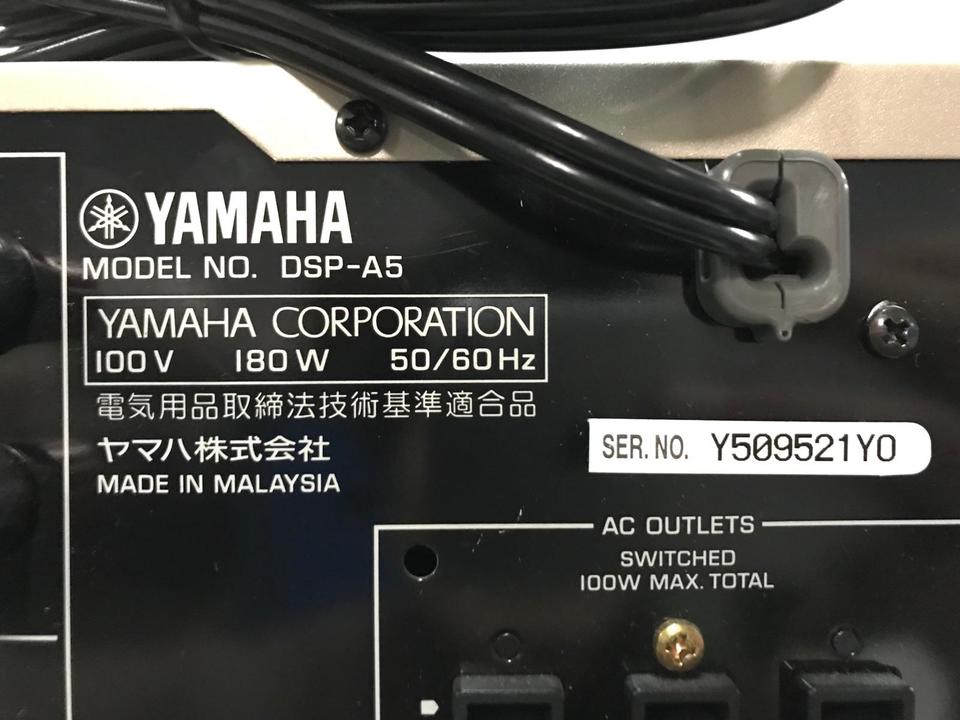 YAMAHA
MODEL NO. DSP-A5
YAMAHA CORPORATION
100V 180W 50/60Hz
電気用品取締法技術基準適合品
ヤマハ株式会社
MADE IN MALAYSIA
SER. NO. Y509521YO
AC OUTLETS
SWITCHED
100W MAX. TOTAL